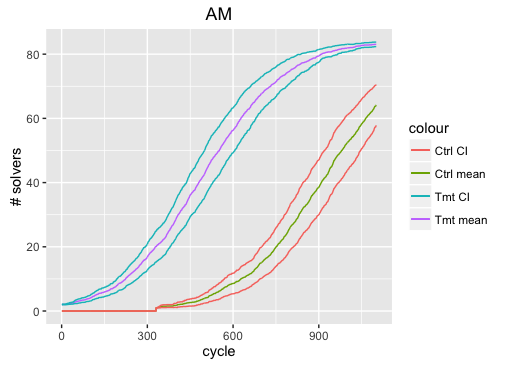 AM
80
60
40
20
0
# solvers
0 300 600 900
cycle
colour
Ctrl CI
Ctrl mean
Tmt CI
Tmt mean